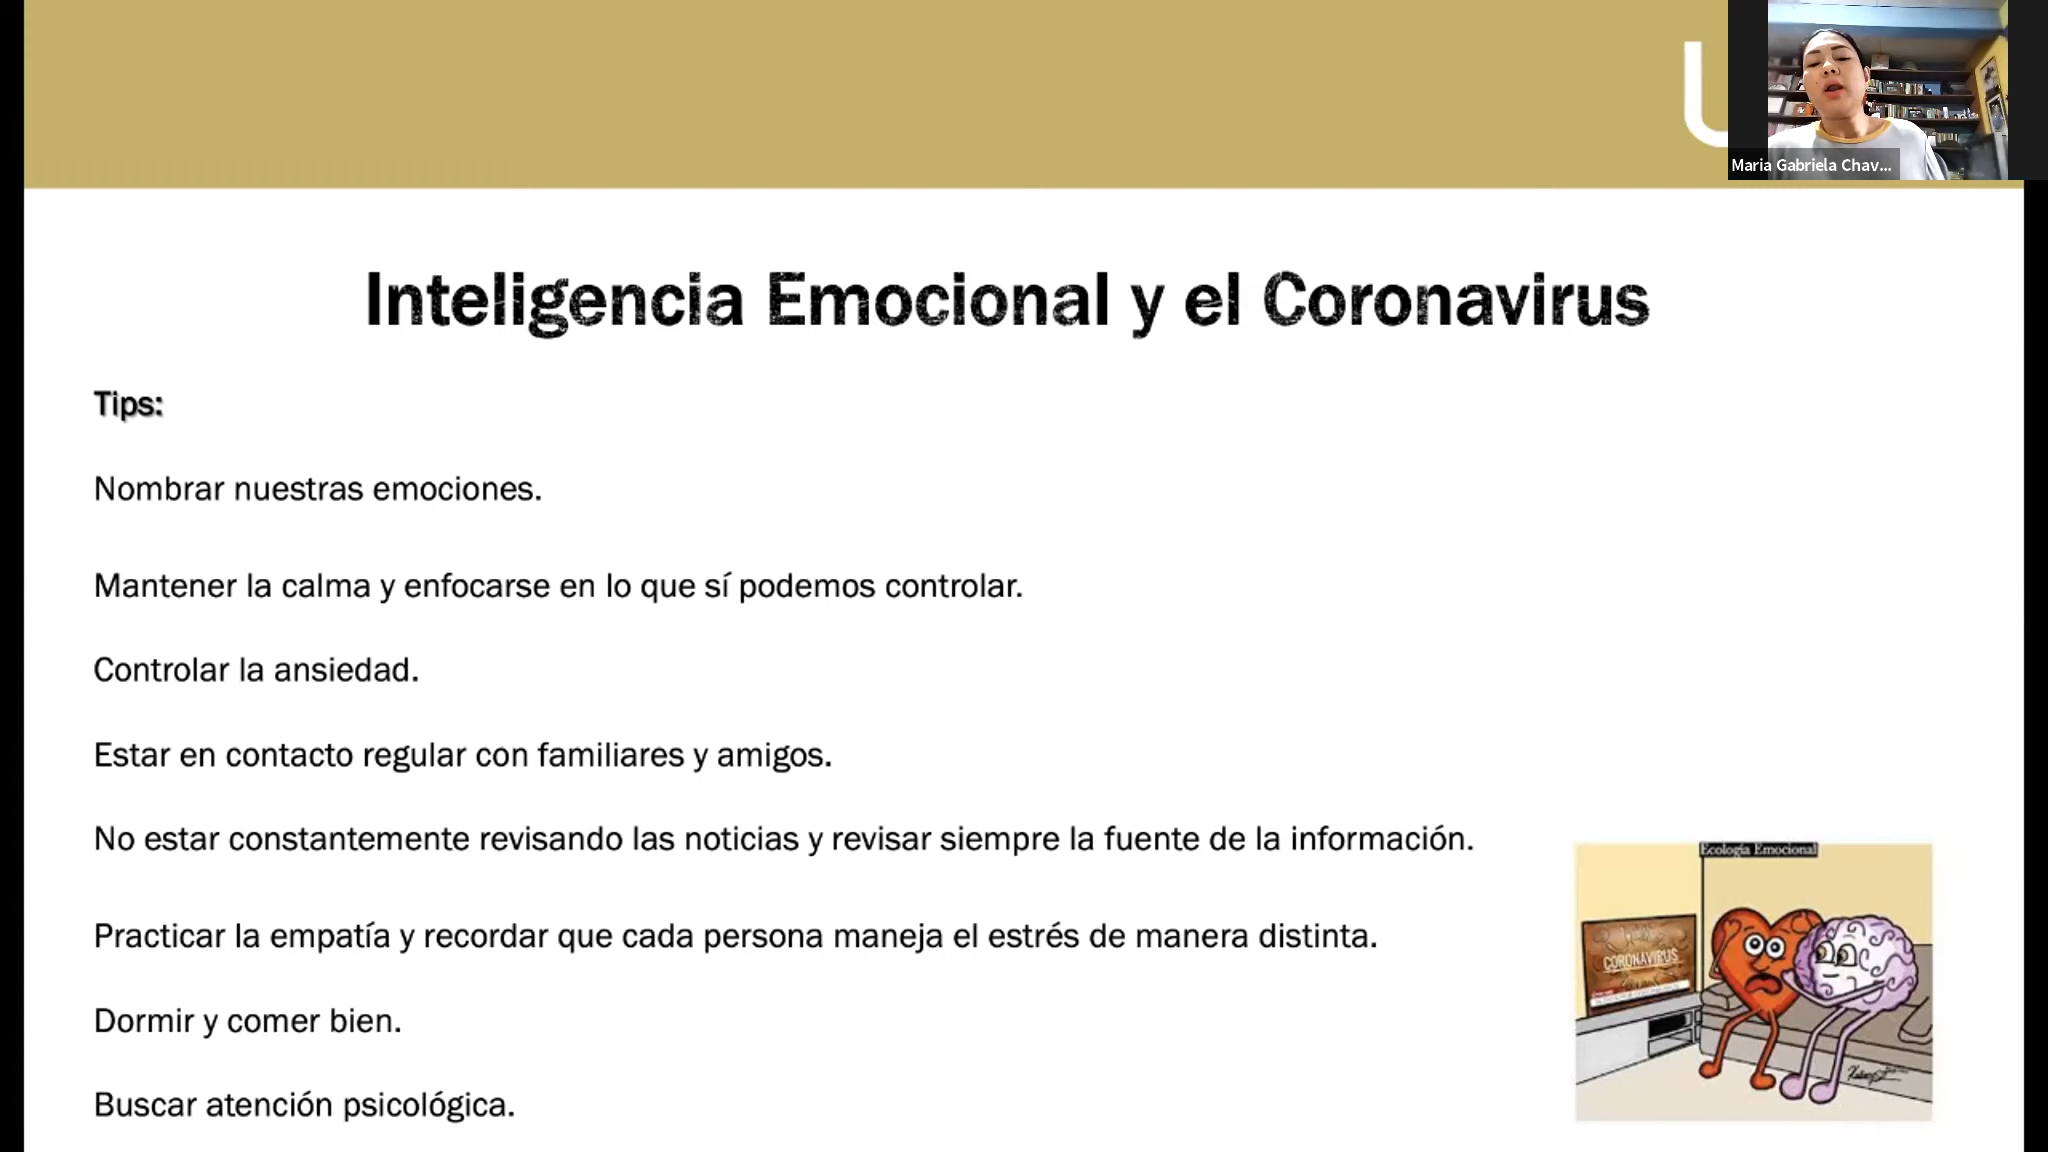 Maria Gabriela Chav...
Inteligencia Emocional y el Coronavirus
Tips:
Nombrar nuestras emociones.
Mantener la calma y enfocarse en lo que sí podemos controlar.
Controlar la ansiedad.
Estar en contacto regular con familiares y amigos.
No estar constantemente revisando las noticias y revisar siempre la fuente de la información.
Practicar la empatía y recordar que cada persona maneja el estrés de manera distinta.
Dormir y comer bien.
Buscar atención psicológica.
Ecología Emocional
CORONAVIRUS